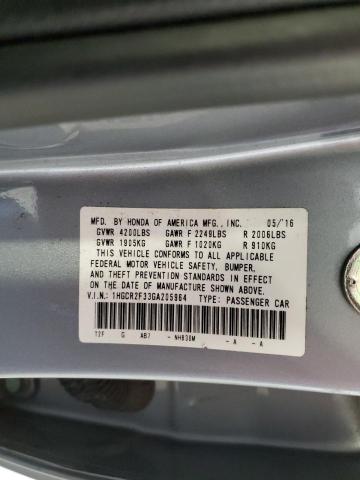 MFD. BY HONDA OF AMERICA MFG., INC. 05/'16
GVWR 4200LBS GAWR F 2249LBS R 2006LBS
GVWR 1905KG GAWR F 1020KG R 910KG
THIS VEHICLE CONFORMS TO ALL APPLICABLE
FEDERAL MOTOR VEHICLE SAFETY, BUMPER,
AND THEFT PREVENTION STANDARDS IN EFFECT
ON THE DATE OF MANUFACTURE SHOWN ABOVE.
V.I.N.: 1HGCR2F33GA205964 TYPE: PASSENGER CAR
T2F G AB7 -NH830M -A -A